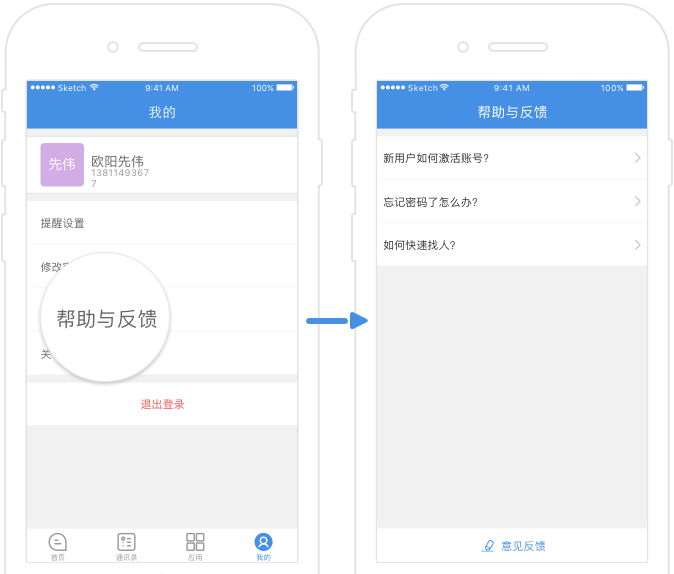 Sketch 9:41 AM 100%
我的
先伟
欧阳先伟
1381149367
7
提醒设置
修改
帮助与反馈
关
退出登录
首页 通讯录 应用 我的
Sketch 9:41 AM 100%
帮助与反馈
新用户如何激活账号?
忘记密码了怎么办?
如何快速找人?
意见反馈